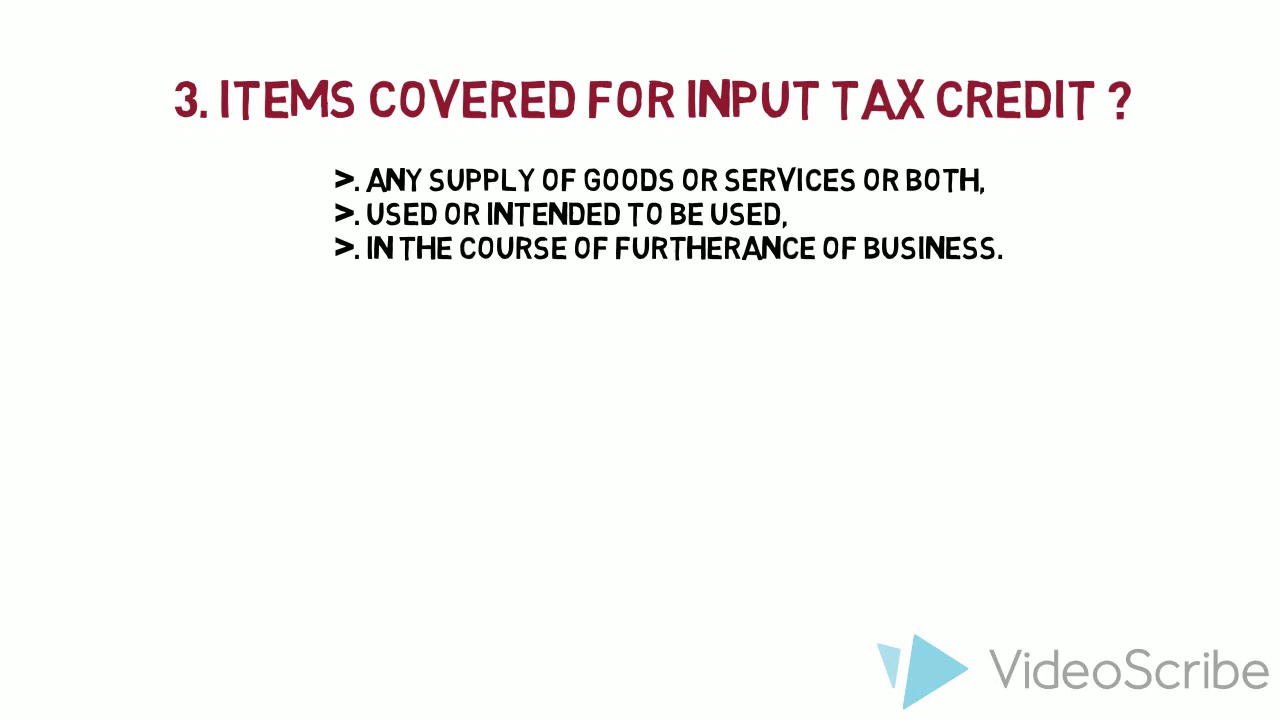 3. ITEMS COVERED FOR INPUT TAX CREDIT ?
>. ANY SUPPLY OF GOODS OR SERVICES OR BOTH,
>. USED OR INTENDED TO BE USED,
>. IN THE COURSE OF FURTHERANCE OF BUSINESS.
VideoScribe